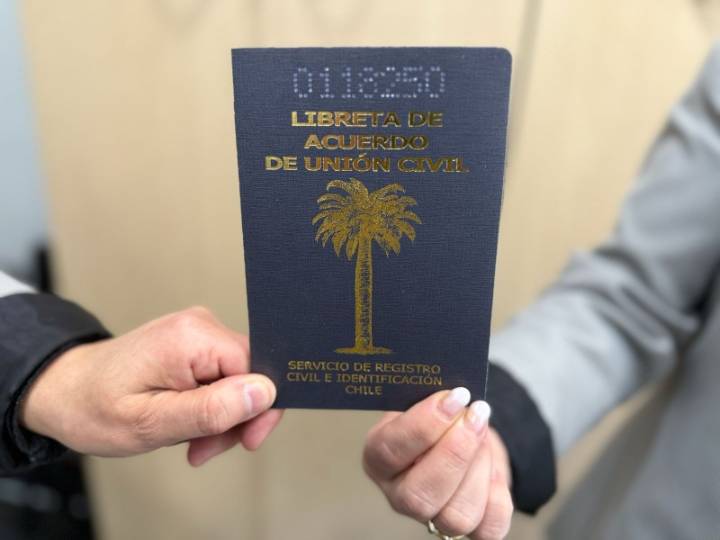 0118250
LIBRETA DE
ACUERDO
DE UNIÓN CIVIL
SERVICIO DE REGISTRO
CIVIL E IDENTIFICACIÓN
CHILE